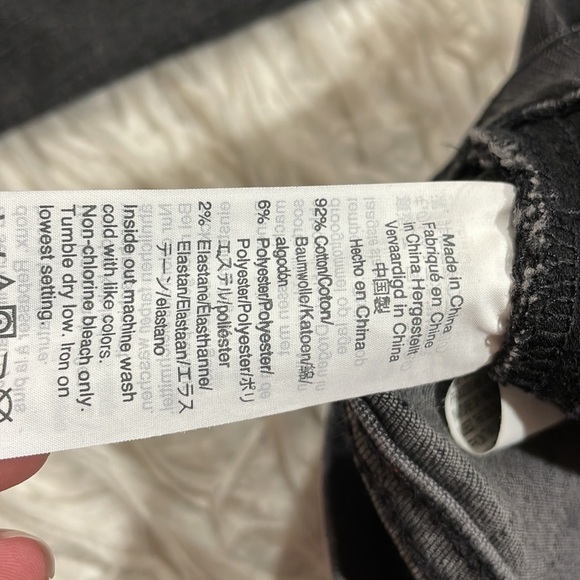 Made in China
Fabriqué en Chine
in China Hergestellt
Vervaardigd in China
中国製
Hecho en China
92% Cotton/Coton/
Baumwolle/Katoen/綿/
algodón
6% Polyester/Polyester/
Polyester/Polyester/ポリ
エステル/poliéster
2% Elastane/Elasthanne/
Elastan/Elastaan/エラス
テーン/elastano
Inside out machine wash
cold with like colors.
Non-chlorine bleach only.
Tumble dry low. Iron on
lowest setting.